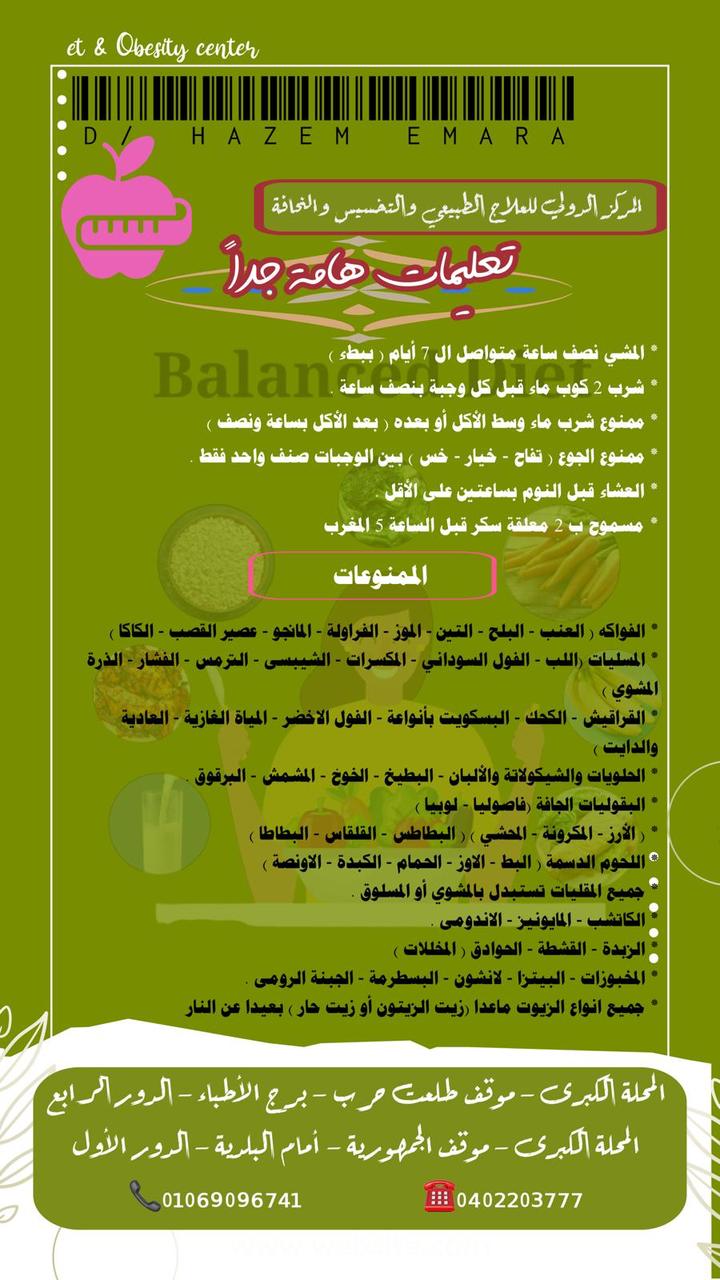 et & Obesity center
D/ HAZEM EMARA
المركز الدولي للعلاج الطبيعي والتخسيس والنحافة
تعليمات هامة جداً
Balanced Diet
* المشي نصف ساعة متواصل ال 7 أيام ( ببطء )
* شرب 2 كوب ماء قبل كل وجبة بنصف ساعة .
* ممنوع شرب ماء وسط الأكل أو بعده ( بعد الأكل بساعة ونصف )
* ممنوع الجوع ( تفاح - خيار - خس ) بين الوجبات صنف واحد فقط .
* العشاء قبل النوم بساعتين على الأقل .
* مسموح ب 2 معلقة سكر قبل الساعة 5 المغرب
الممنوعات
* الفواكه ( العنب - البلح - التين - الموز - الفراولة - المانجو - عصير القصب - الكاكا )
* المسليات (اللب - الفول السوداني - المكسرات - الشيبسى - الترمس - الفشار - الذرة
المشوي )
* القراقيش - الكحك - البسكويت بأنواعة - الفول الاخضر - المياة الغازية - العادية
والدايت )
* الحلويات والشيكولاتة والألبان - البطيخ - الخوخ - المشمش - البرقوق .
* البقوليات الجافة (فاصوليا - لوبيا )
* ( الأرز - المكرونة - المحشي ) ( البطاطس - القلقاس - البطاطا )
* اللحوم الدسمة ( البط - الاوز - الحمام - الكبدة - الاونصة )
* جميع المقليات تستبدل بالمشوي أو المسلوق .
* الكاتشب - المايونيز - الاندومى .
* الزبدة - القشطة - الحوادق ( المخللات )
* المخبوزات - البيتزا - لانشون - البسطرمة - الجبنة الرومى .
* جميع انواع الزيوت ماعدا (زيت الزيتون أو زيت حار ) بعيدا عن النار
المحلة الكبرى - موقف طلعت حرب - برج الأطباء - الدور الرابع
المحلة الكبرى - موقف الجمهورية - أمام البلدية - الدور الأول
01069096741 0402203777